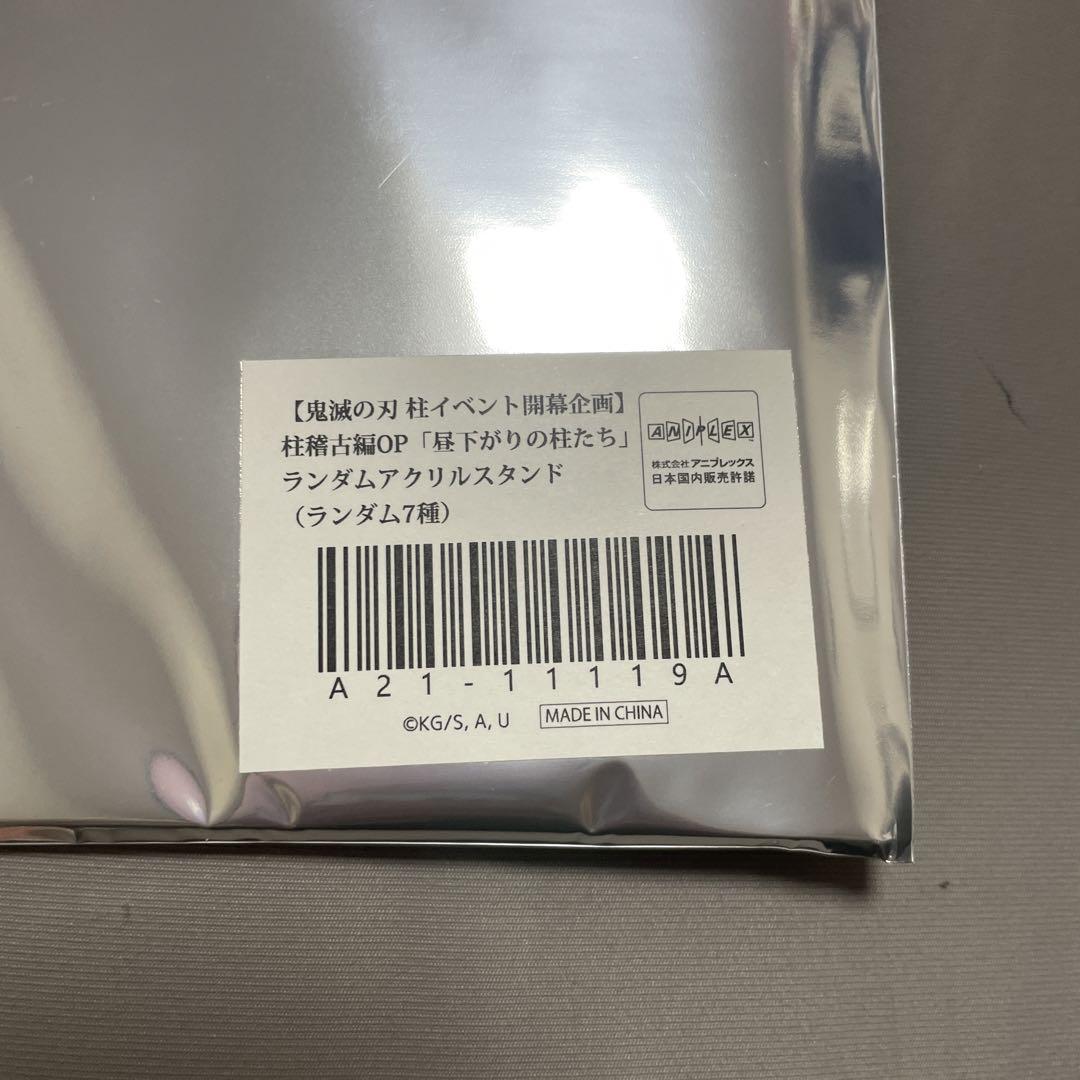 【鬼滅の刃 柱イベント開幕企画】
柱稽古編OP「昼下がりの柱たち」
ランダムアクリルスタンド
（ランダム7種）
ANIPLEX™
株式会社アニプレックス
日本国内販売許諾
A21-11119A
©KG/S, A, U
MADE IN CHINA